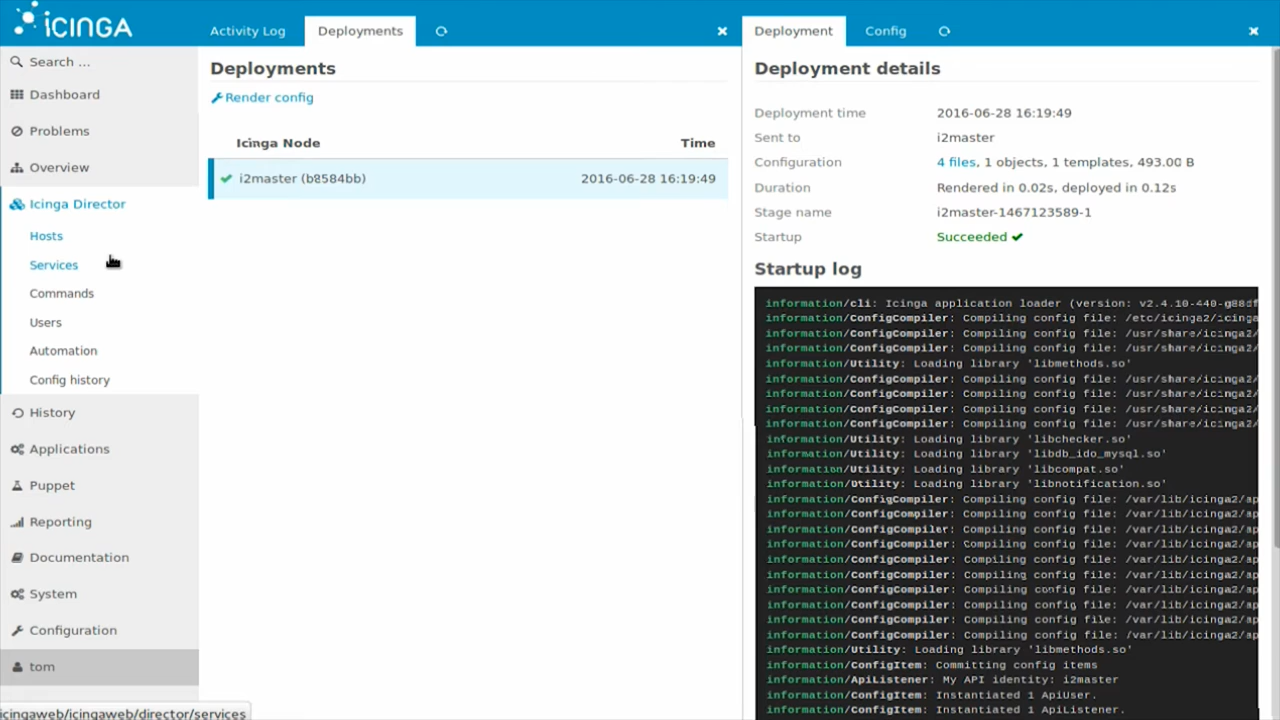 icinga
Search ...
Dashboard
Problems
Overview
Icinga Director
Hosts
Services
Commands
Users
Automation
Config history
History
Applications
Puppet
Reporting
Documentation
System
Configuration
tom
icingaweb/icingaweb/director/services
Activity Log
Deployments
Deployments
Render config
Icinga Node Time
i2master (b8584bb) 2016-06-28 16:19:49
Deployment
Config
Deployment details
Deployment time 2016-06-28 16:19:49
Sent to i2master
Configuration 4 files, 1 objects, 1 templates, 493.00 B
Duration Rendered in 0.02s, deployed in 0.12s
Stage name i2master-1467123589-1
Startup Succeeded
Startup log
information/cli: Icinga application loader (version: v2.4.10-440-g88df
information/ConfigCompiler: Compiling config file: /etc/icinga2/icinga
information/ConfigCompiler: Compiling config file: /usr/share/icinga2/
information/ConfigCompiler: Compiling config file: /usr/share/icinga2/
information/Utility: Loading library 'libmethods.so'
information/ConfigCompiler: Compiling config file: /usr/share/icinga2/
information/ConfigCompiler: Compiling config file: /usr/share/icinga2/
information/ConfigCompiler: Compiling config file: /usr/share/icinga2/
information/ConfigCompiler: Compiling config file: /usr/share/icinga2/
information/Utility: Loading library 'libchecker.so'
information/Utility: Loading library 'libdb_ido_mysql.so'
information/Utility: Loading library 'libcompat.so'
information/Utility: Loading library 'libnotification.so'
information/ConfigCompiler: Compiling config file: /var/lib/icinga2/ap
information/ConfigCompiler: Compiling config file: /var/lib/icinga2/ap
information/ConfigCompiler: Compiling config file: /var/lib/icinga2/ap
information/ConfigCompiler: Compiling config file: /var/lib/icinga2/ap
information/ConfigCompiler: Compiling config file: /var/lib/icinga2/ap
information/ConfigCompiler: Compiling config file: /var/lib/icinga2/ap
information/ConfigCompiler: Compiling config file: /var/lib/icinga2/ap
information/ConfigCompiler: Compiling config file: /var/lib/icinga2/ap
information/ConfigCompiler: Compiling config file: /var/lib/icinga2/ap
information/ConfigCompiler: Compiling config file: /var/lib/icinga2/ap
information/Utility: Loading library 'libmethods.so'
information/ConfigItem: Committing config items
information/ApiListener: My API identity: i2master
information/ConfigItem: Instantiated 1 ApiUser.
information/ConfigItem: Instantiated 1 ApiListener.